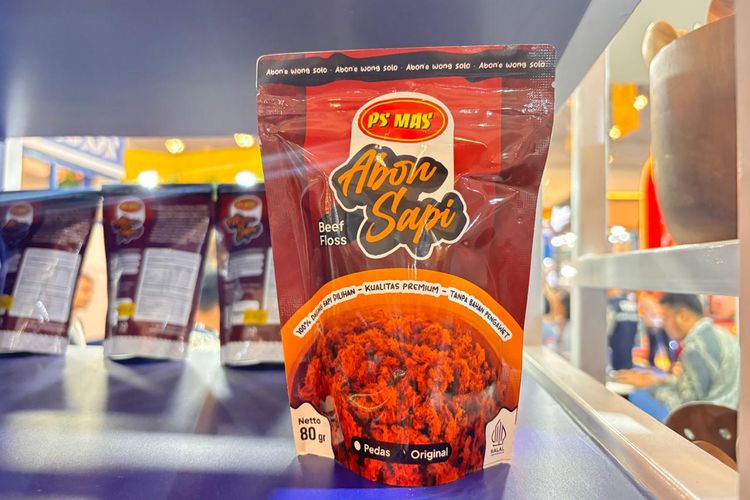 Abon'e wong solo · Abon'e wong solo · Abon'e wong solo · Abon'e wong solo
PS MAS
Abon
Sapi
Beef
Floss
100% DAGING SAPI PILIHAN - KUALITAS PREMIUM - TANPA BAHAN PENGAWET
Netto
80 gr
Pedas Original
HALAL